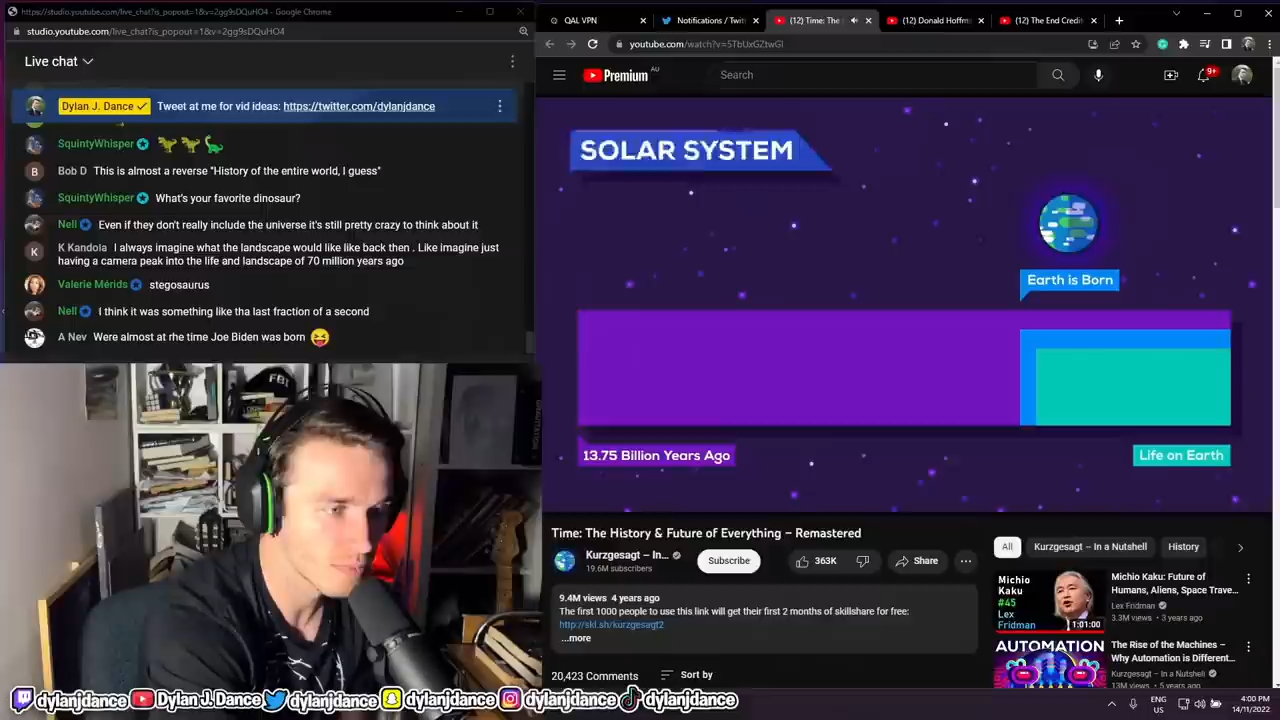 https://studio.youtube.com/live_chat?is_popout=1&v=2gg9sDQuHO4 - Google Chrome
studio.youtube.com/live_chat?is_popout=1&v=2gg9sDQuHO4
Live chat
Dylan J. Dance Tweet at me for vid ideas: https://twitter.com/dylanjdance
SquintyWhisper
B Bob D This is almost a reverse "History of the entire world, I guess"
SquintyWhisper What's your favorite dinosaur?
Nell Even if they don't really include the universe it's still pretty crazy to think about it
K K Kandola I always imagine what the landscape would like like back then . Like imagine just
having a camera peak into the life and landscape of 70 million years ago
Valerie Mérids stegosaurus
Nell I think it was something like tha last fraction of a second
A Nev Were almost at rhe time Joe Biden was born
FBI
QAL VPN
Notifications / Twit
(12) Time: The
(12) Donald Hoffm
(12) The End Credit
youtube.com/watch?v=5TbUxGZtwGI
Premium AU
Search
9+
SOLAR SYSTEM
Earth is Born
13.75 Billion Years Ago
Life on Earth
Time: The History & Future of Everything – Remastered
Kurzgesagt – In...
19.6M subscribers
Subscribe
363K
Share
9.4M views 4 years ago
The first 1000 people to use this link will get their first 2 months of skillshare for free:
http://skl.sh/kurzgesagt2
...more
20,423 Comments
Sort by
All
Kurzgesagt – In a Nutshell
History
Michio
Kaku
#45
Lex
Fridman
1:01:00
Michio Kaku: Future of
Humans, Aliens, Space Trave...
Lex Fridman
3.3M views • 3 years ago
AUTOMATION
The Rise of the Machines –
Why Automation is Different...
Kurzgesagt – In a Nutshell
13M views • 5 years ago
dylanjdance Dylan J. Dance dylanjdance dylanjdance dylanjdance dylanjdance
ENG
US
4:00 PM
14/11/2022